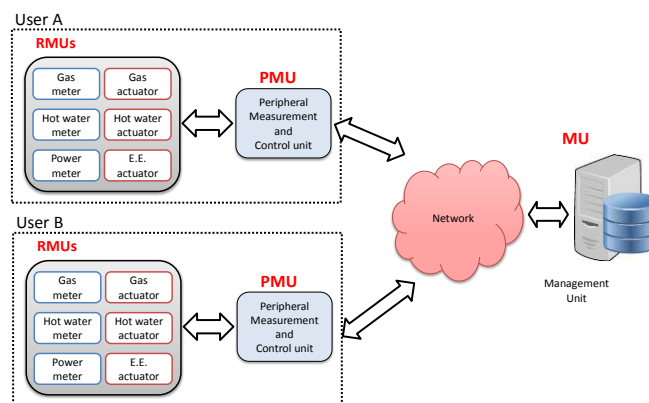 User A
RMUs
Gas
meter
Gas
actuator
Hot water
meter
Hot water
actuator
Power
meter
E.E.
actuator
PMU
Peripheral
Measurement
and
Control unit
User B
RMUs
Gas
meter
Gas
actuator
Hot water
meter
Hot water
actuator
Power
meter
E.E.
actuator
PMU
Peripheral
Measurement
and
Control unit
Network
MU
Management
Unit